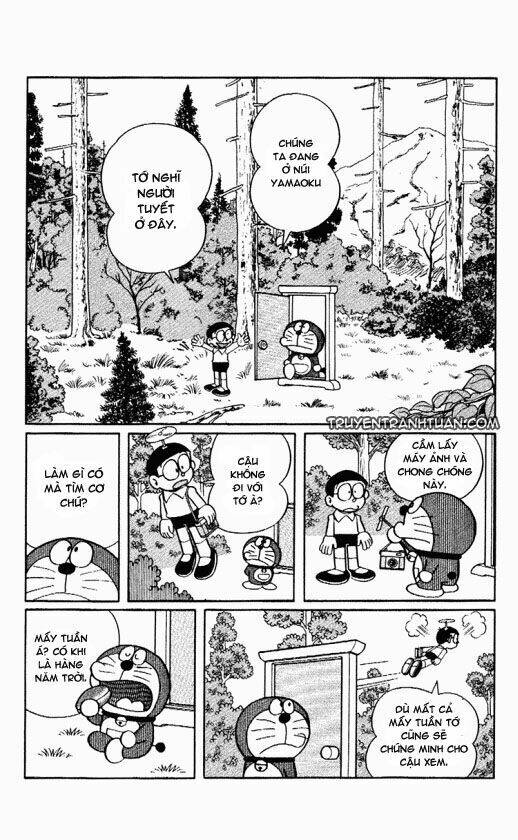 CHÚNG
TA ĐANG
Ở NÚI
YAMAOKU
TỚ NGHĨ
NGƯỜI
TUYẾT
Ở ĐÂY.
TRUYENTRANHTUAN.COM
CẦM LẤY
MÁY ẢNH VÀ
CHONG CHÓNG
NÀY.
CẬU
KHÔNG
ĐI VỚI
TỚ À?
LÀM GÌ CÓ
MÀ TÌM CƠ
CHỨ?
DÙ MẤT CẢ
MẤY TUẦN TỚ
CŨNG SẼ
CHỨNG MINH CHO
CẬU XEM.
MẤY TUẦN
Á? CÓ KHI
LÀ HÀNG
NĂM TRỜI.